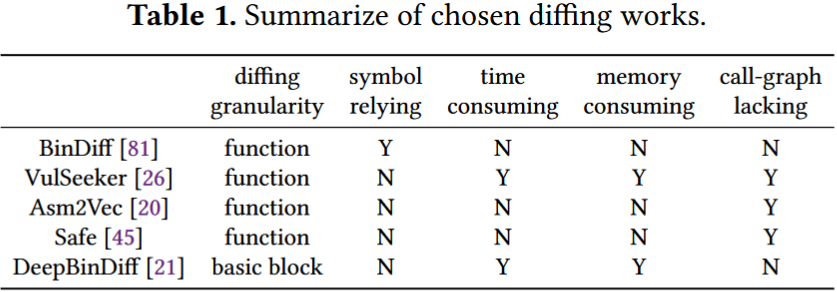 Table 1. Summarize of chosen diffing works.
diffing granularity symbol relying time consuming memory consuming call-graph lacking
BinDiff [81] function Y N N N
VulSeeker [26] function N Y Y Y
Asm2Vec [20] function N N N Y
Safe [45] function N N N Y
DeepBinDiff [21] basic block N Y Y N